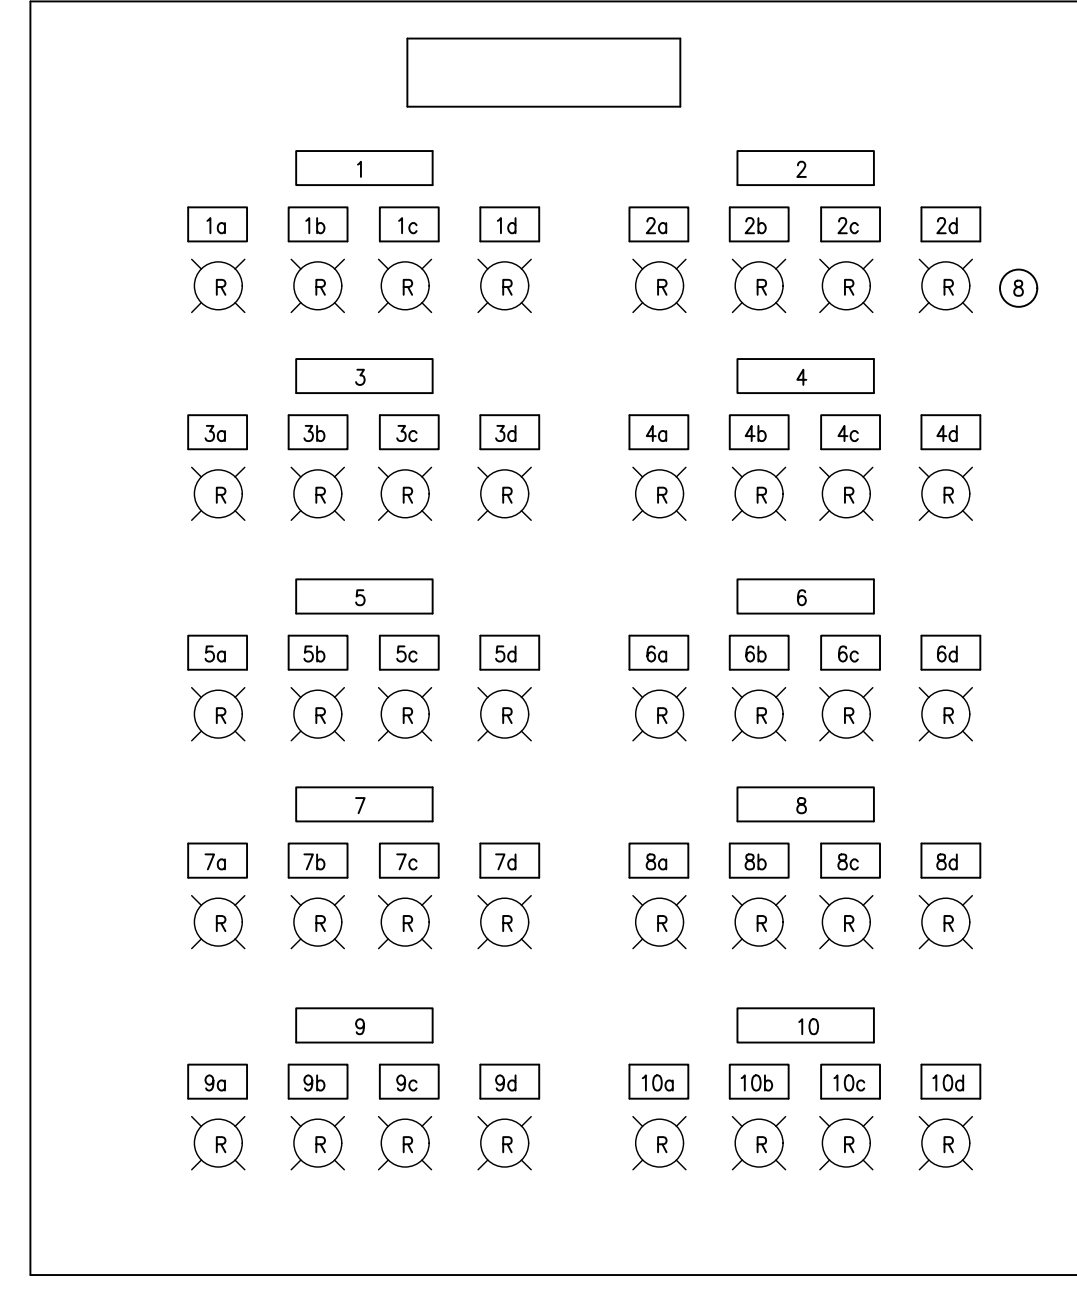 1 2
1a 1b 1c 1d 2a 2b 2c 2d
R R R R R R R R 8
3 4
3a 3b 3c 3d 4a 4b 4c 4d
R R R R R R R R
5 6
5a 5b 5c 5d 6a 6b 6c 6d
R R R R R R R R
7 8
7a 7b 7c 7d 8a 8b 8c 8d
R R R R R R R R
9 10
9a 9b 9c 9d 10a 10b 10c 10d
R R R R R R R R